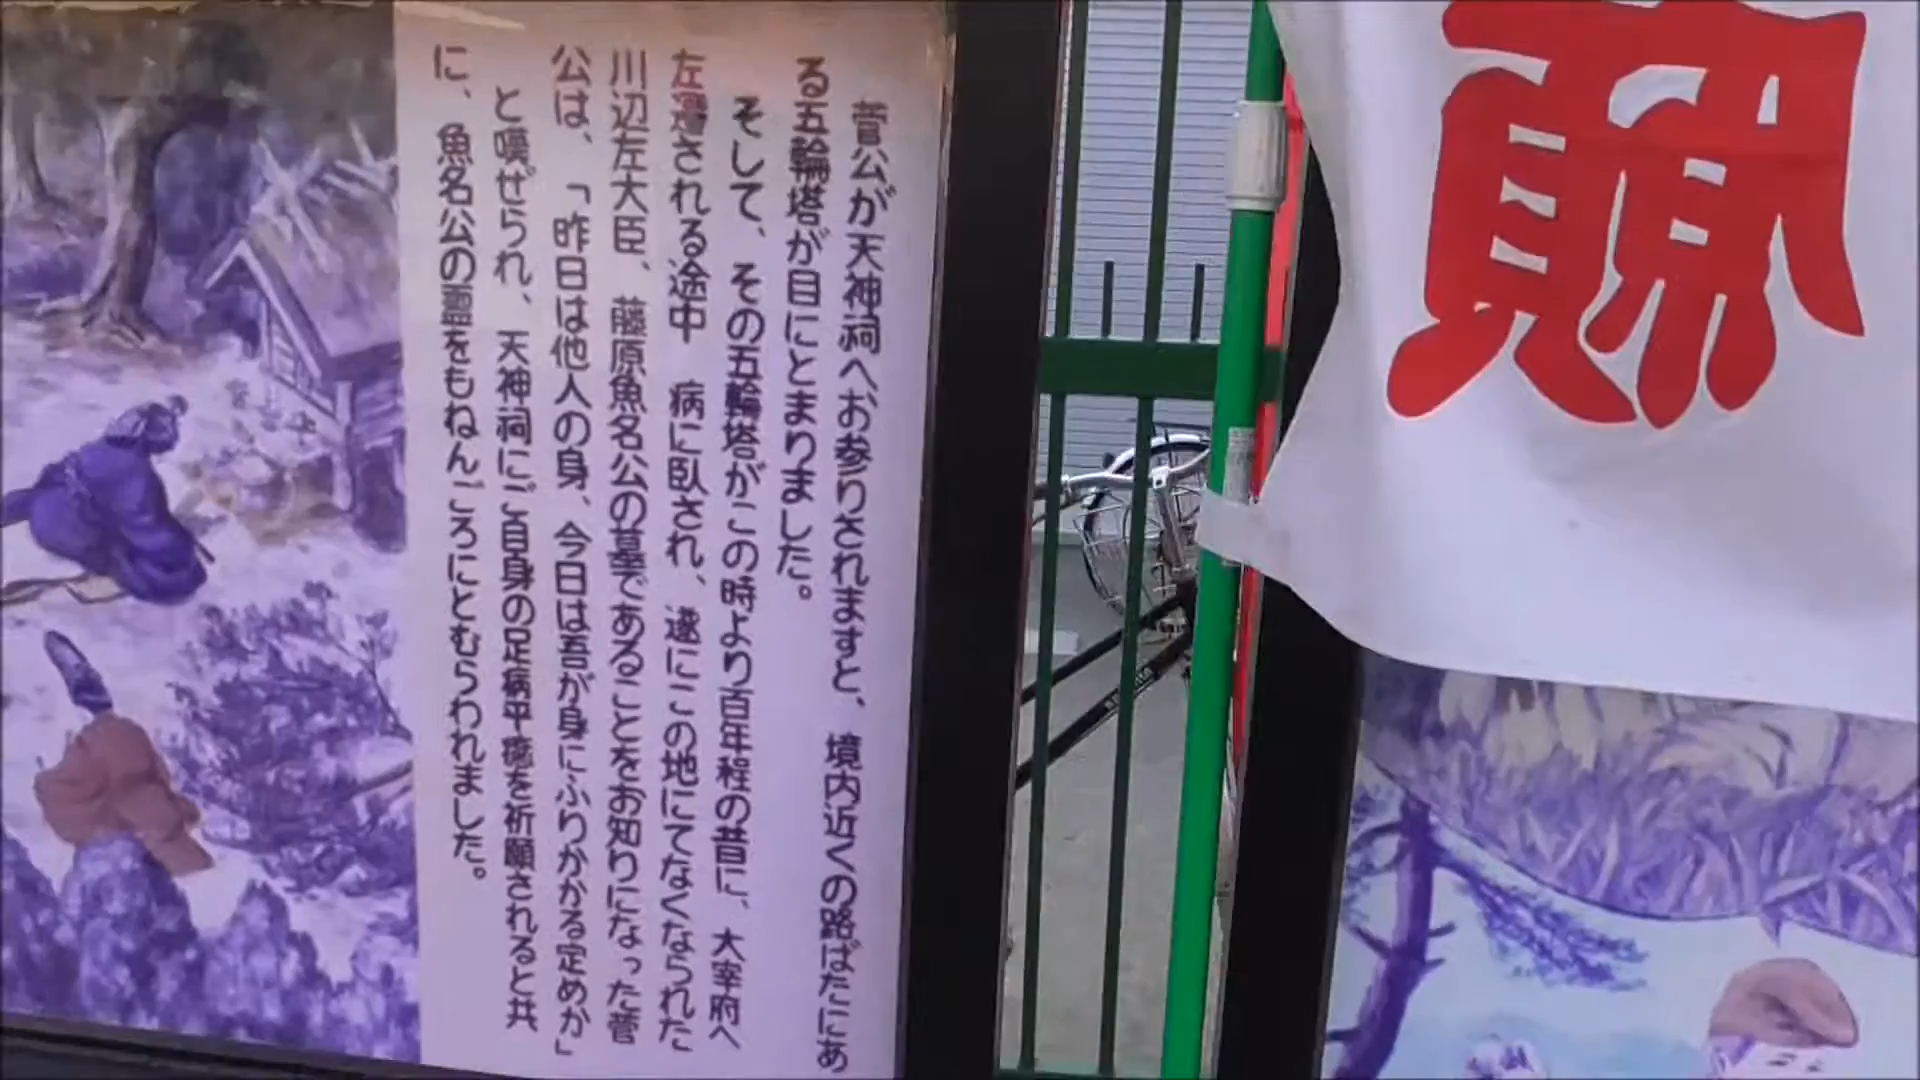 菅公が天神祠へお参りされますと、境内近くの路ばたにあ
る五輪塔が目にとまりました。
そして、その五輪塔がこの時より百年程の昔に、大宰府へ
左遷される途中 病に臥され、遂にこの地にてなくなられた
川辺左大臣、藤原魚名公の墓であることをお知りになった菅
公は、「昨日は他人の身、今日は吾が身にふりかかる定めか」
と嘆ぜられ、天神祠にご自身の足病平癒を祈願されると共
に、魚名公の霊をもねんごろにとむらわれました。
願